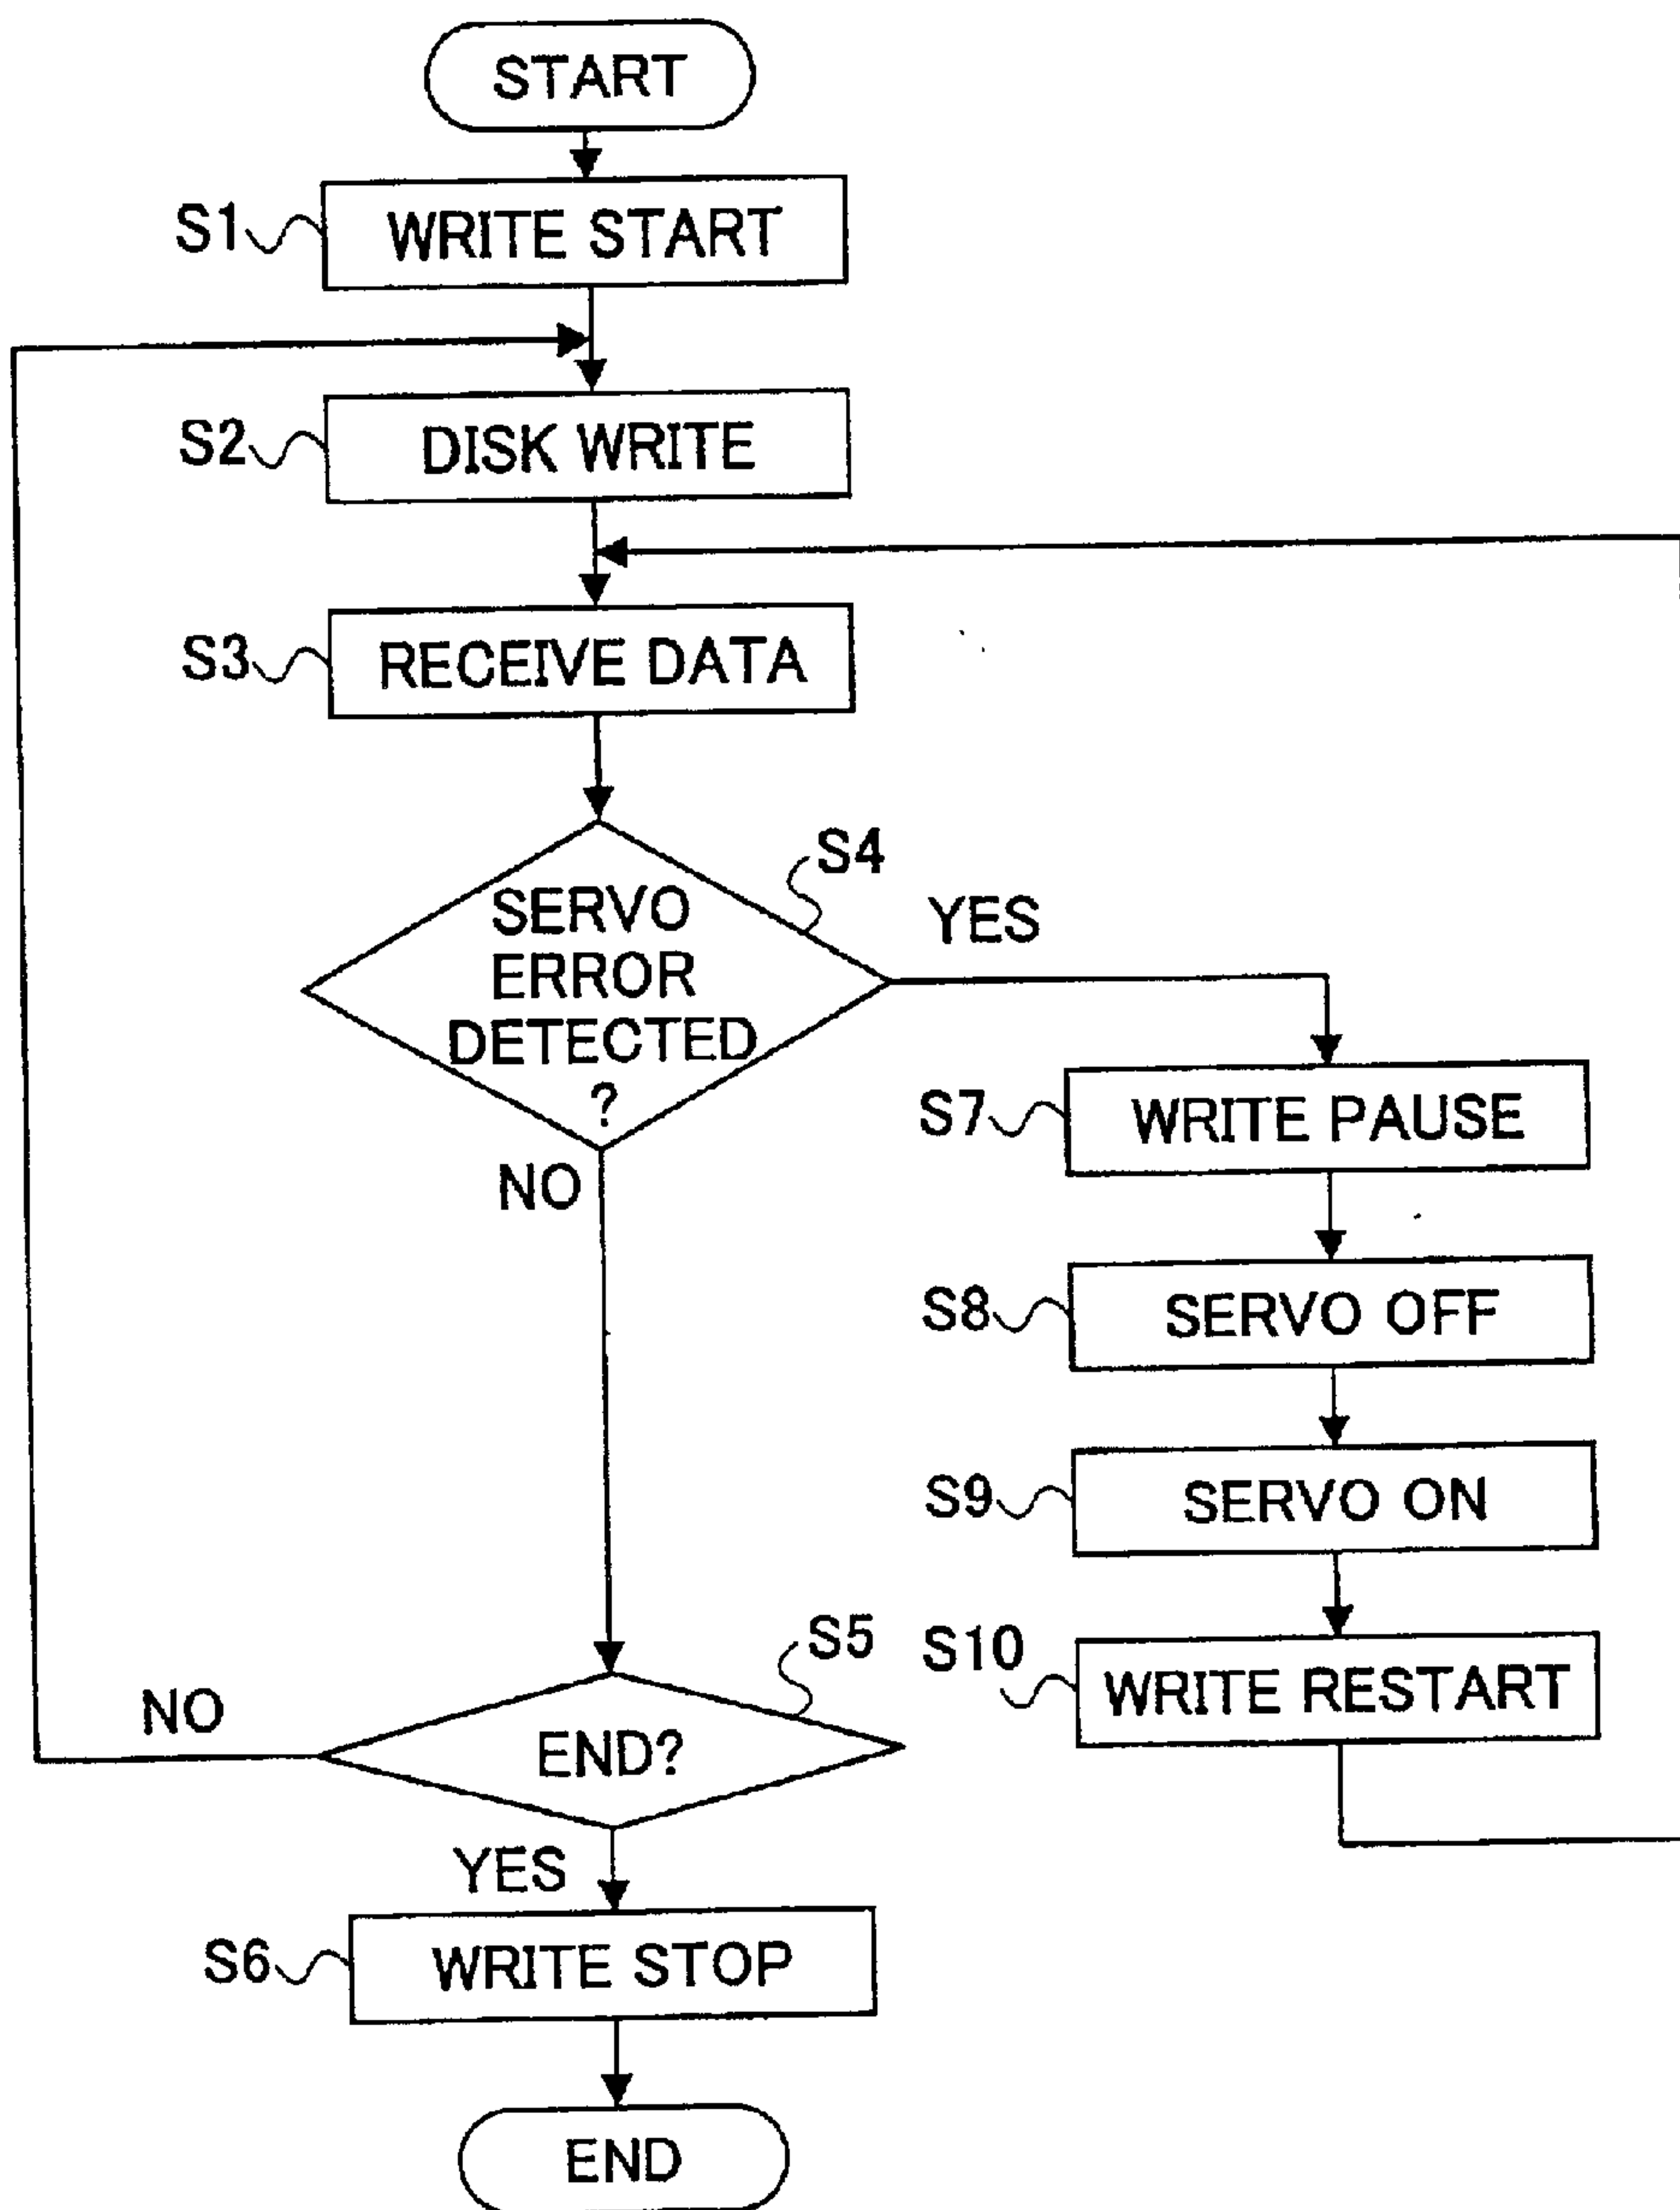 START
S1
WRITE START
S2
DISK WRITE
S3
RECEIVE DATA
S4
SERVO
ERROR
DETECTED
?
YES
NO
S7
WRITE PAUSE
S8
SERVO OFF
S9
SERVO ON
S10
WRITE RESTART
S5
END?
NO
YES
S6
WRITE STOP
END